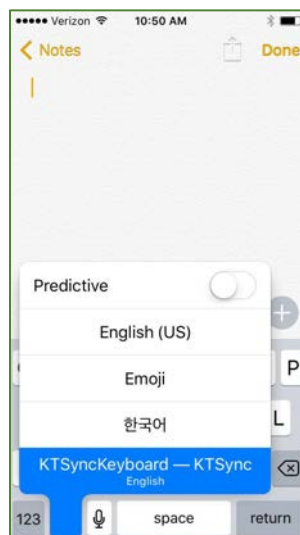 Verizon 10:50 AM
Notes Done
Predictive
English (US)
Emoji
한국어
P
L
KTSyncKeyboard — KTSync
English
123 space return